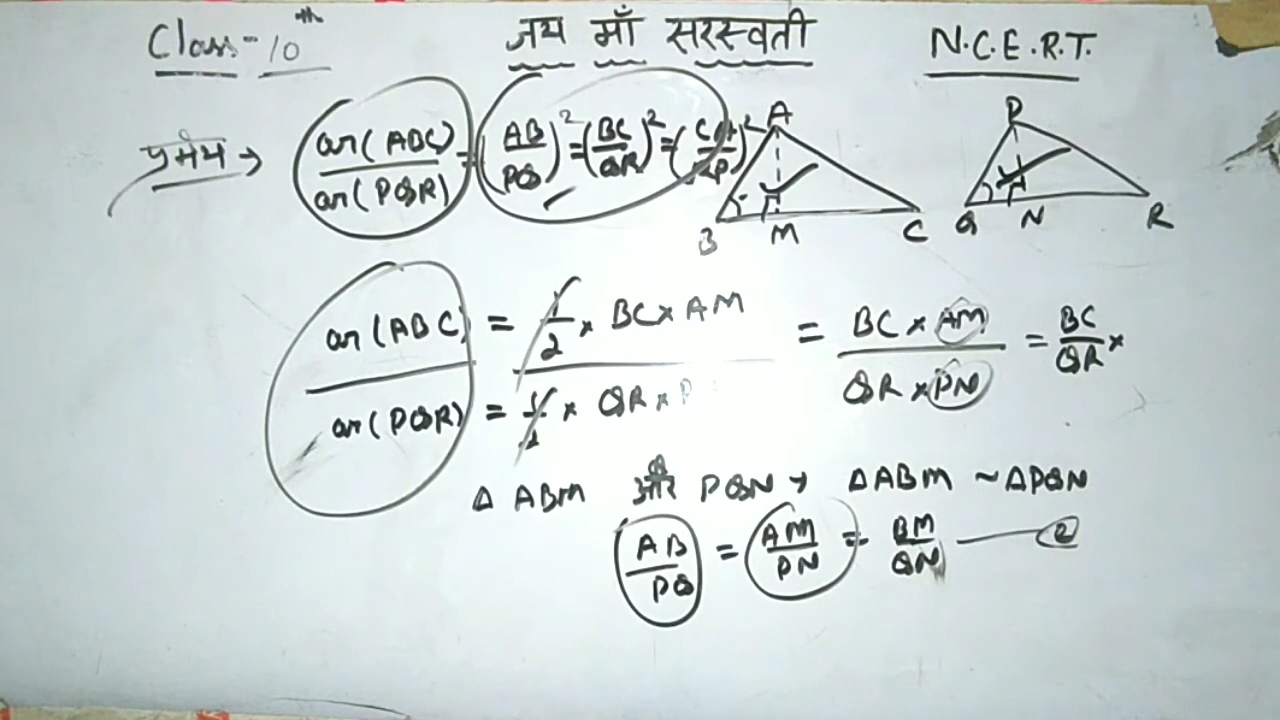 Class-10th जय माँ सरस्वती N.C.E.R.T.
प्रमेय → ar(ABC)/ar(PQR) = (AB/PQ)² = (BC/QR)² = (CA/RP)²
A P
B M C Q N R
ar(ABC)/ar(PQR) = = 1/2 × BC × AM / 1/2 × QR × P = BC × AM / QR × PN = BC/QR ×
Δ ABM और PQN → ΔABM ~ ΔPQN
AB/PQ = AM/PN = BM/QN — 2